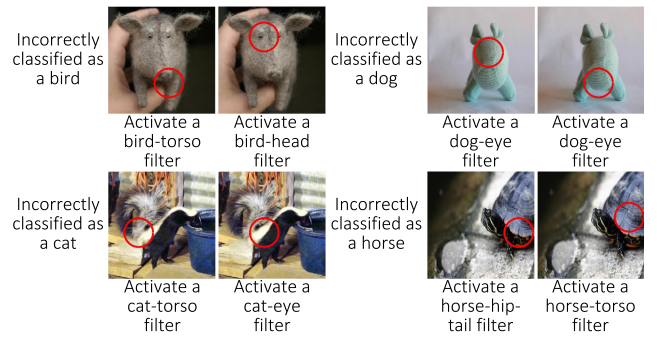 Incorrectly
classified as
a bird
Activate a
bird-torso
filter
Activate a
bird-head
filter
Incorrectly
classified as
a dog
Activate a
dog-eye
filter
Activate a
dog-eye
filter
Incorrectly
classified as
a cat
Activate a
cat-torso
filter
Activate a
cat-eye
filter
Incorrectly
classified as
a horse
Activate a
horse-hip-
tail filter
Activate a
horse-torso
filter